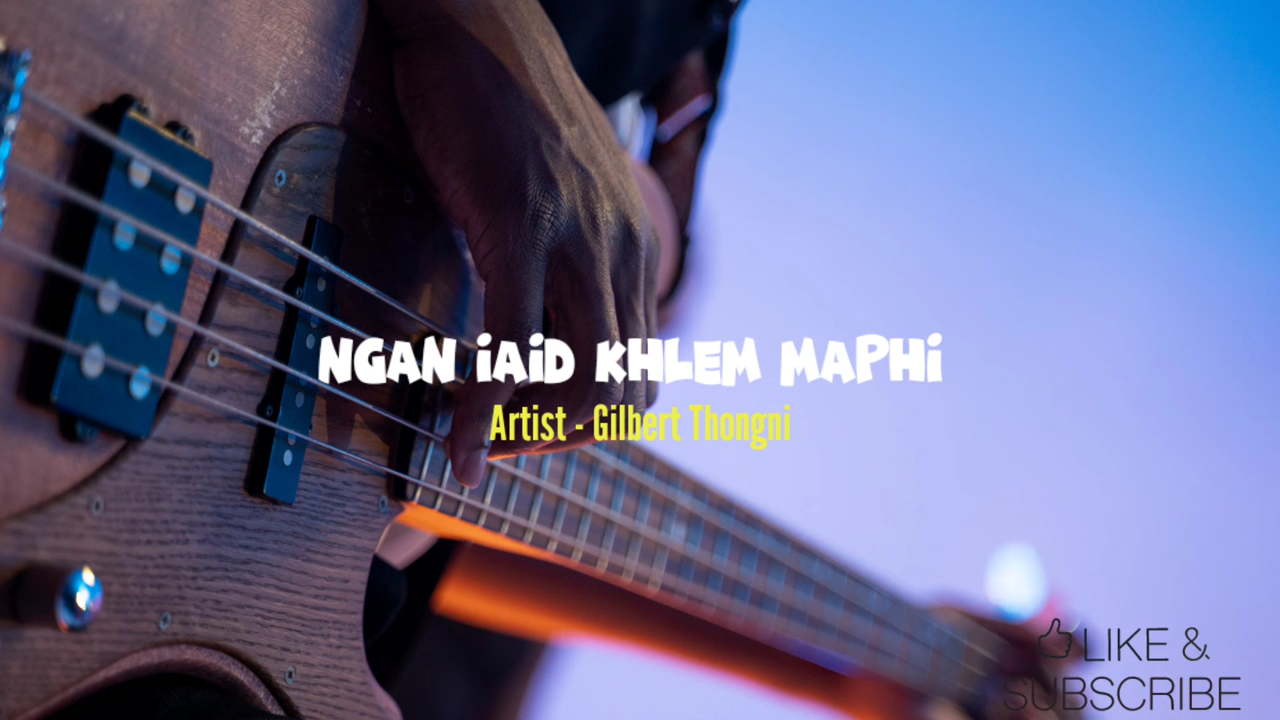 NGAN iAiD KHLEM MAPHi
Artist - Gilbert Thongni
LIKE &
SUBSCRIBE